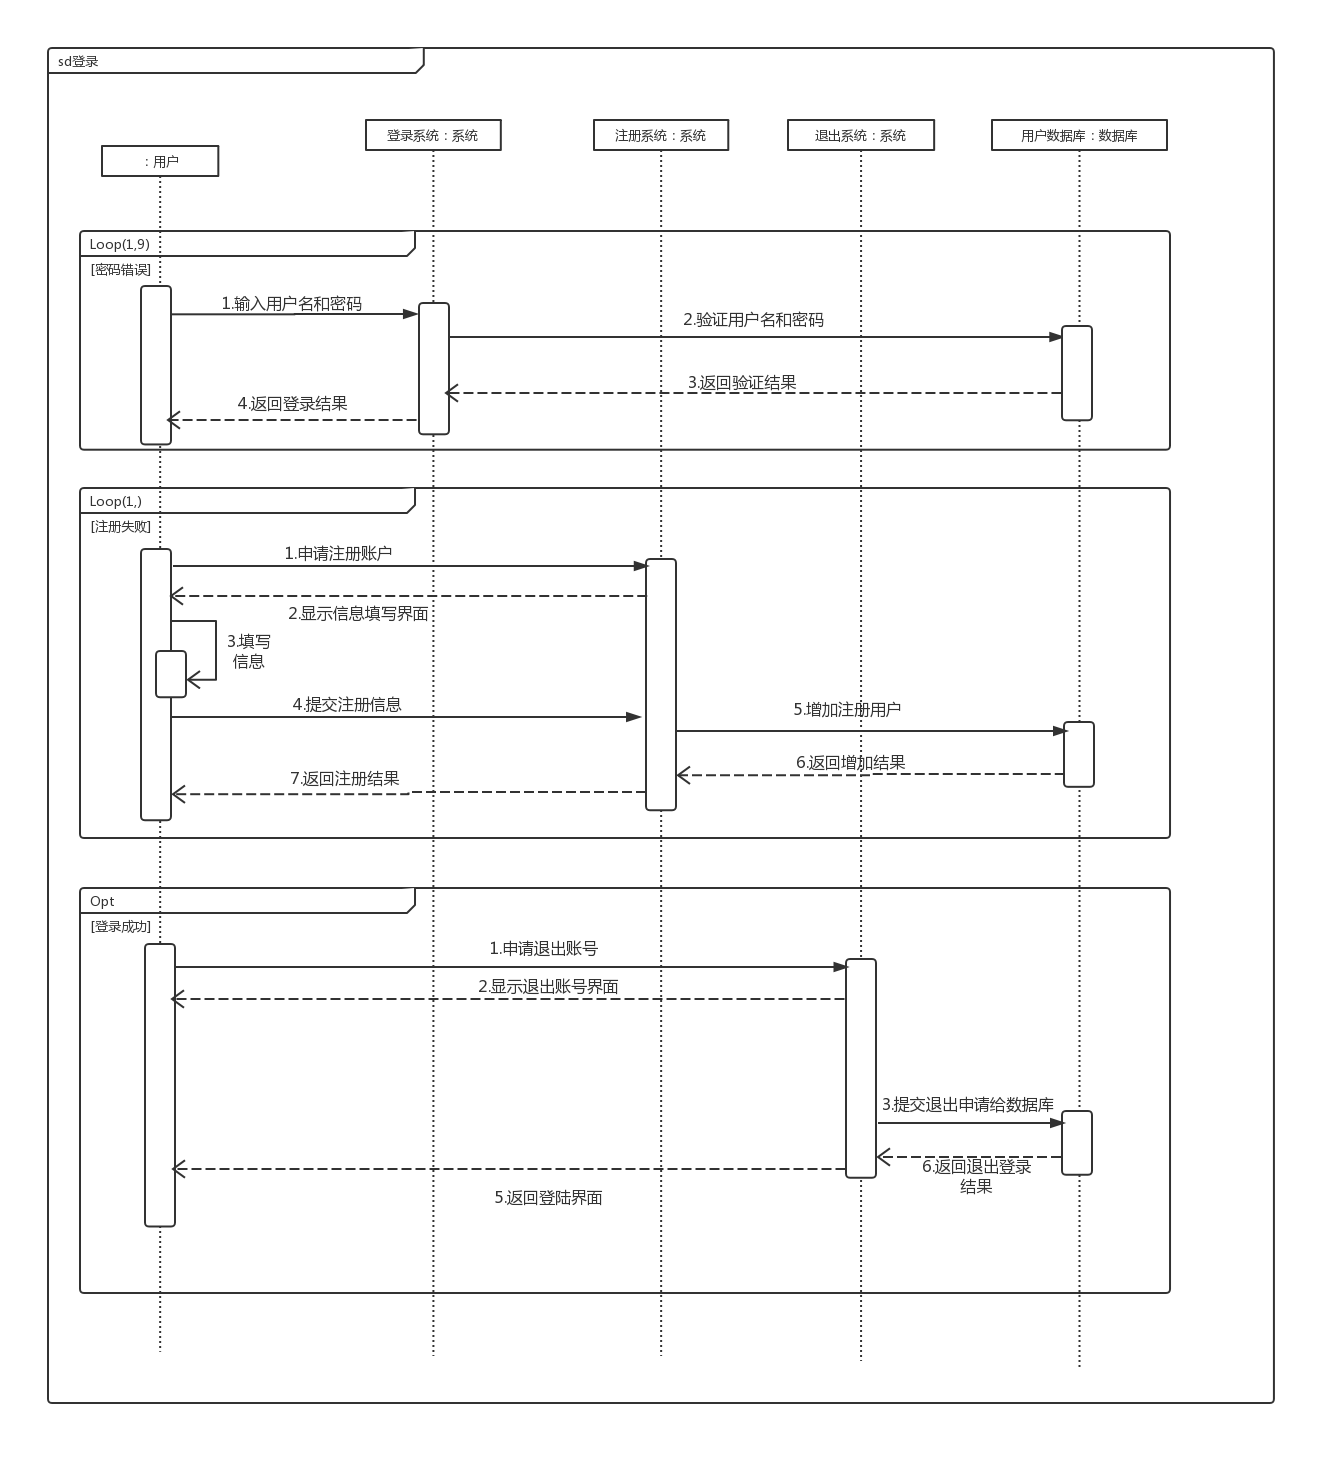 sd登录
: 用户
登录系统 : 系统
注册系统 : 系统
退出系统 : 系统
用户数据库 : 数据库
Loop(1,9)
[密码错误]
1.输入用户名和密码
2.验证用户名和密码
3.返回验证结果
4.返回登录结果
Loop(1,)
[注册失败]
1.申请注册账户
2.显示信息填写界面
3.填写
信息
4.提交注册信息
5.增加注册用户
6.返回增加结果
7.返回注册结果
Opt
[登录成功]
1.申请退出账号
2.显示退出账号界面
3.提交退出申请给数据库
6.返回退出登录
结果
5.返回登陆界面